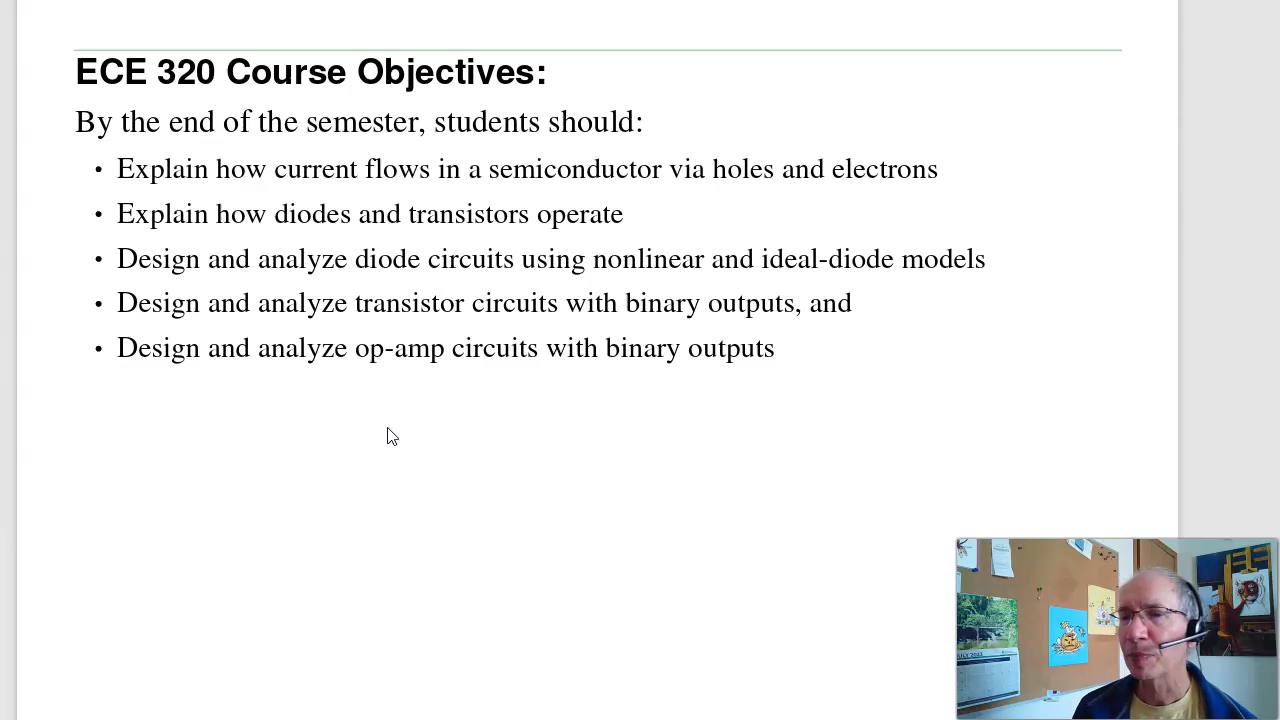 ECE 320 Course Objectives:
By the end of the semester, students should:
• Explain how current flows in a semiconductor via holes and electrons
• Explain how diodes and transistors operate
• Design and analyze diode circuits using nonlinear and ideal-diode models
• Design and analyze transistor circuits with binary outputs, and
• Design and analyze op-amp circuits with binary outputs
JULY 2023